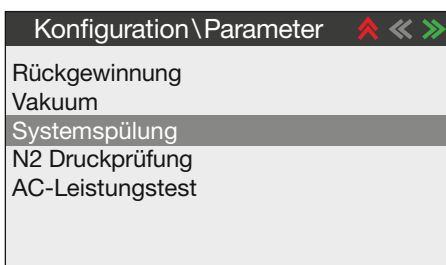 Konfiguration\Parameter
Rückgewinnung
Vakuum
Systemspülung
N2 Druckprüfung
AC-Leistungstest